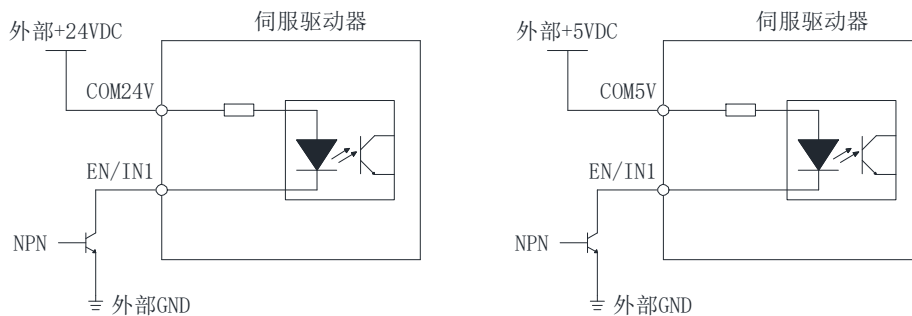 伺服驱动器
外部+24VDC
COM24V
EN/IN1
NPN
外部GND
伺服驱动器
外部+5VDC
COM5V
EN/IN1
NPN
外部GND